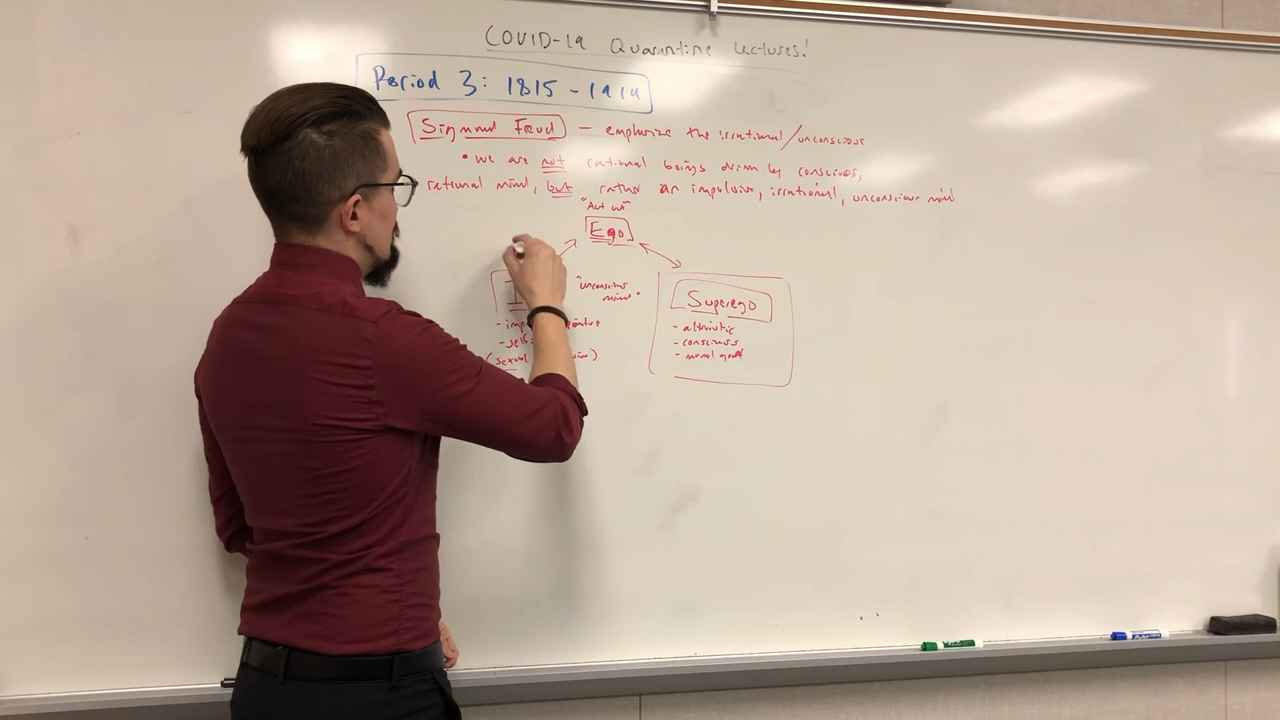 COVID-19 Quarantine Lectures!
Period 3: 1815 - 1914
Sigmund Freud - emphasize the irrational/unconscious
• we are not rational beings driven by conscious,
rational mind, but rather an impulsive, irrational, unconscious mind
"Act out"
Ego
"unconscious
mind"
Superego
- altruistic
- conscious
- moral good
- self
(sexual